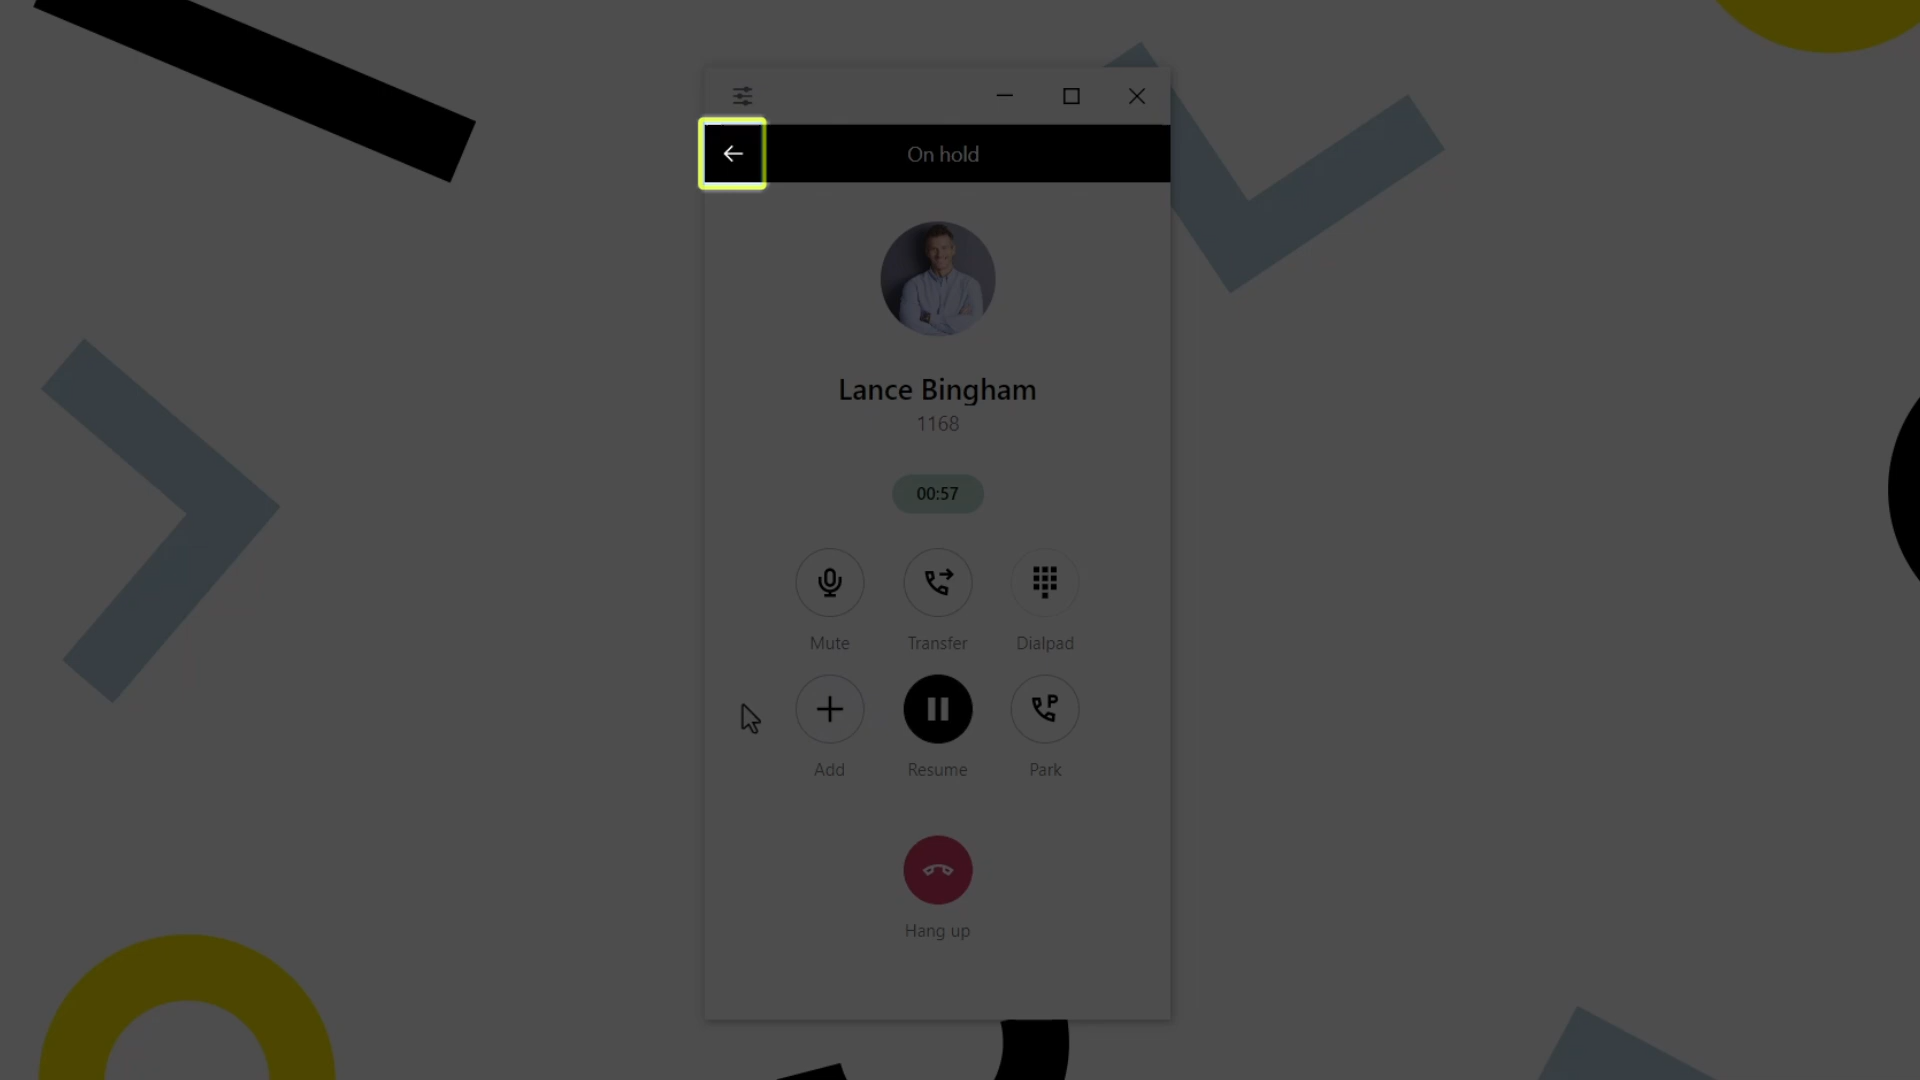 On hold
Lance Bingham
1168
00:57
Mute Transfer Dialpad
Add Resume Park
Hang up